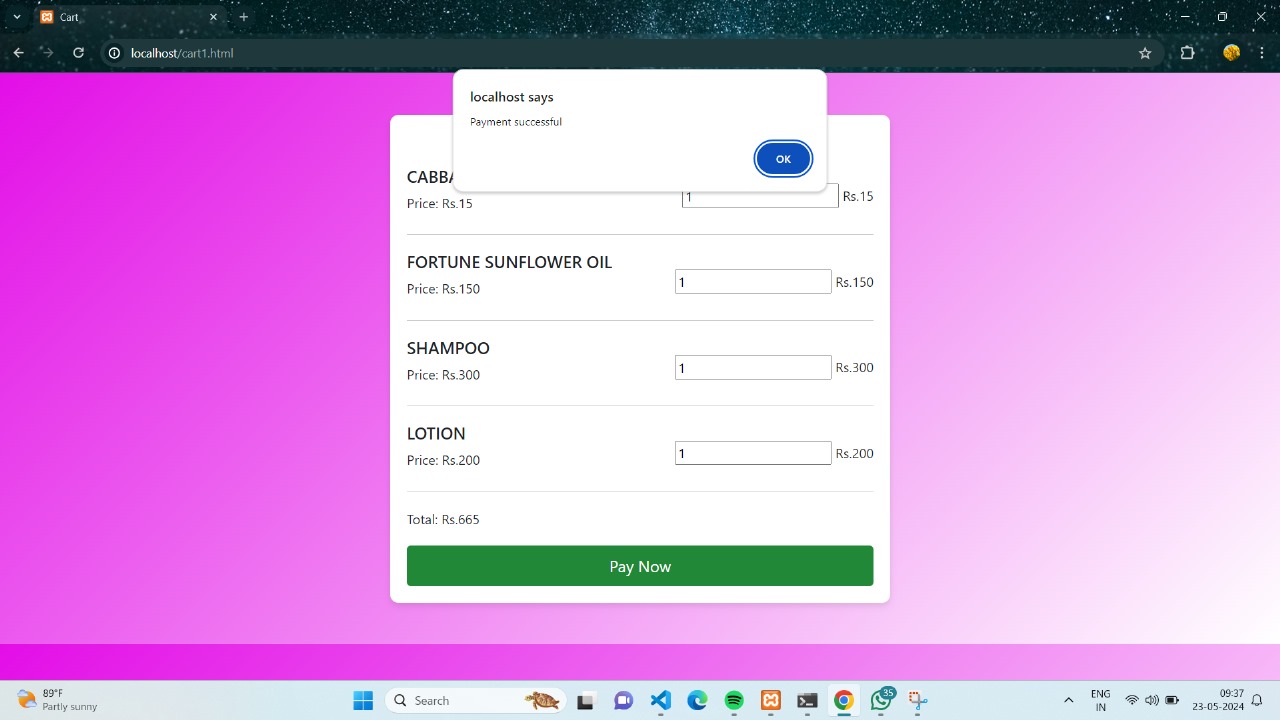 Cart
localhost/cart1.html
localhost says
Payment successful
OK
Price: Rs.15
1
Rs.15
FORTUNE SUNFLOWER OIL
Price: Rs.150
1
Rs.150
SHAMPOO
Price: Rs.300
1
Rs.300
LOTION
Price: Rs.200
1
Rs.200
Total: Rs.665
Pay Now
89°F
Partly sunny
Search
35
ENG
IN
09:37
23-05-2024